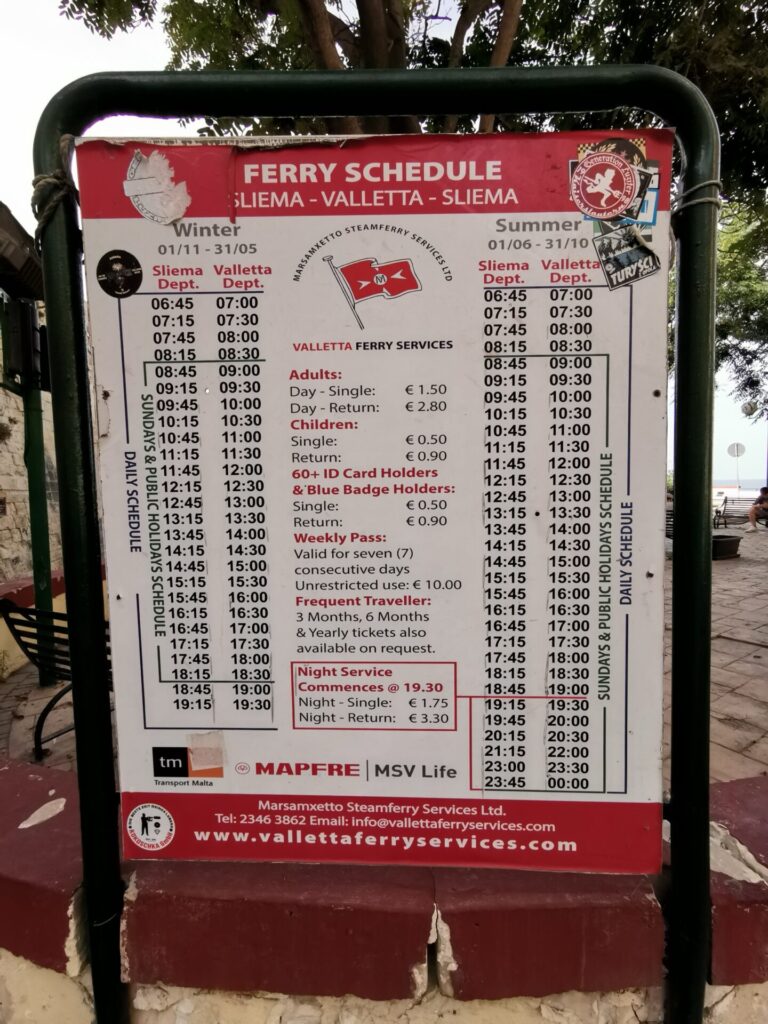 FERRY SCHEDULE
SLIEMA - VALLETTA - SLIEMA
Winter
01/11 - 31/05
Sliema Dept. Valletta Dept.
06:45 07:00
07:15 07:30
07:45 08:00
08:15 08:30
08:45 09:00
09:15 09:30
09:45 10:00
10:15 10:30
10:45 11:00
11:15 11:30
11:45 12:00
12:15 12:30
12:45 13:00
13:15 13:30
13:45 14:00
14:15 14:30
14:45 15:00
15:15 15:30
15:45 16:00
16:15 16:30
16:45 17:00
17:15 17:30
17:45 18:00
18:15 18:30
18:45 19:00
19:15 19:30
DAILY SCHEDULE
SUNDAYS & PUBLIC HOLIDAYS SCHEDULE
MARSAMXETTO STEAMFERRY SERVICES LTD
M
VALLETTA FERRY SERVICES
Adults:
Day - Single: € 1.50
Day - Return: € 2.80
Children:
Single: € 0.50
Return: € 0.90
60+ ID Card Holders
& Blue Badge Holders:
Single: € 0.50
Return: € 0.90
Weekly Pass:
Valid for seven (7)
consecutive days
Unrestricted use: € 10.00
Frequent Traveller:
3 Months, 6 Months
& Yearly tickets also
available on request.
Night Service
Commences @ 19.30
Night - Single: € 1.75
Night - Return: € 3.30
Summer
01/06 - 31/10
Sliema Dept. Valletta Dept.
06:45 07:00
07:15 07:30
07:45 08:00
08:15 08:30
08:45 09:00
09:15 09:30
09:45 10:00
10:15 10:30
10:45 11:00
11:15 11:30
11:45 12:00
12:15 12:30
12:45 13:00
13:15 13:30
13:45 14:00
14:15 14:30
14:45 15:00
15:15 15:30
15:45 16:00
16:15 16:30
16:45 17:00
17:15 17:30
17:45 18:00
18:15 18:30
18:45 19:00
19:15 19:30
19:45 20:00
20:15 20:30
21:15 22:00
23:00 23:30
23:45 00:00
SUNDAYS & PUBLIC HOLIDAYS SCHEDULE
DAILY SCHEDULE
Generation Luzifer
Kaiserslautern
TURYSCI
tm
Transport Malta
MAPFRE | MSV Life
Marsamxetto Steamferry Services Ltd.
Tel: 2346 3862 Email: info@vallettaferryservices.com
www.vallettaferryservices.com